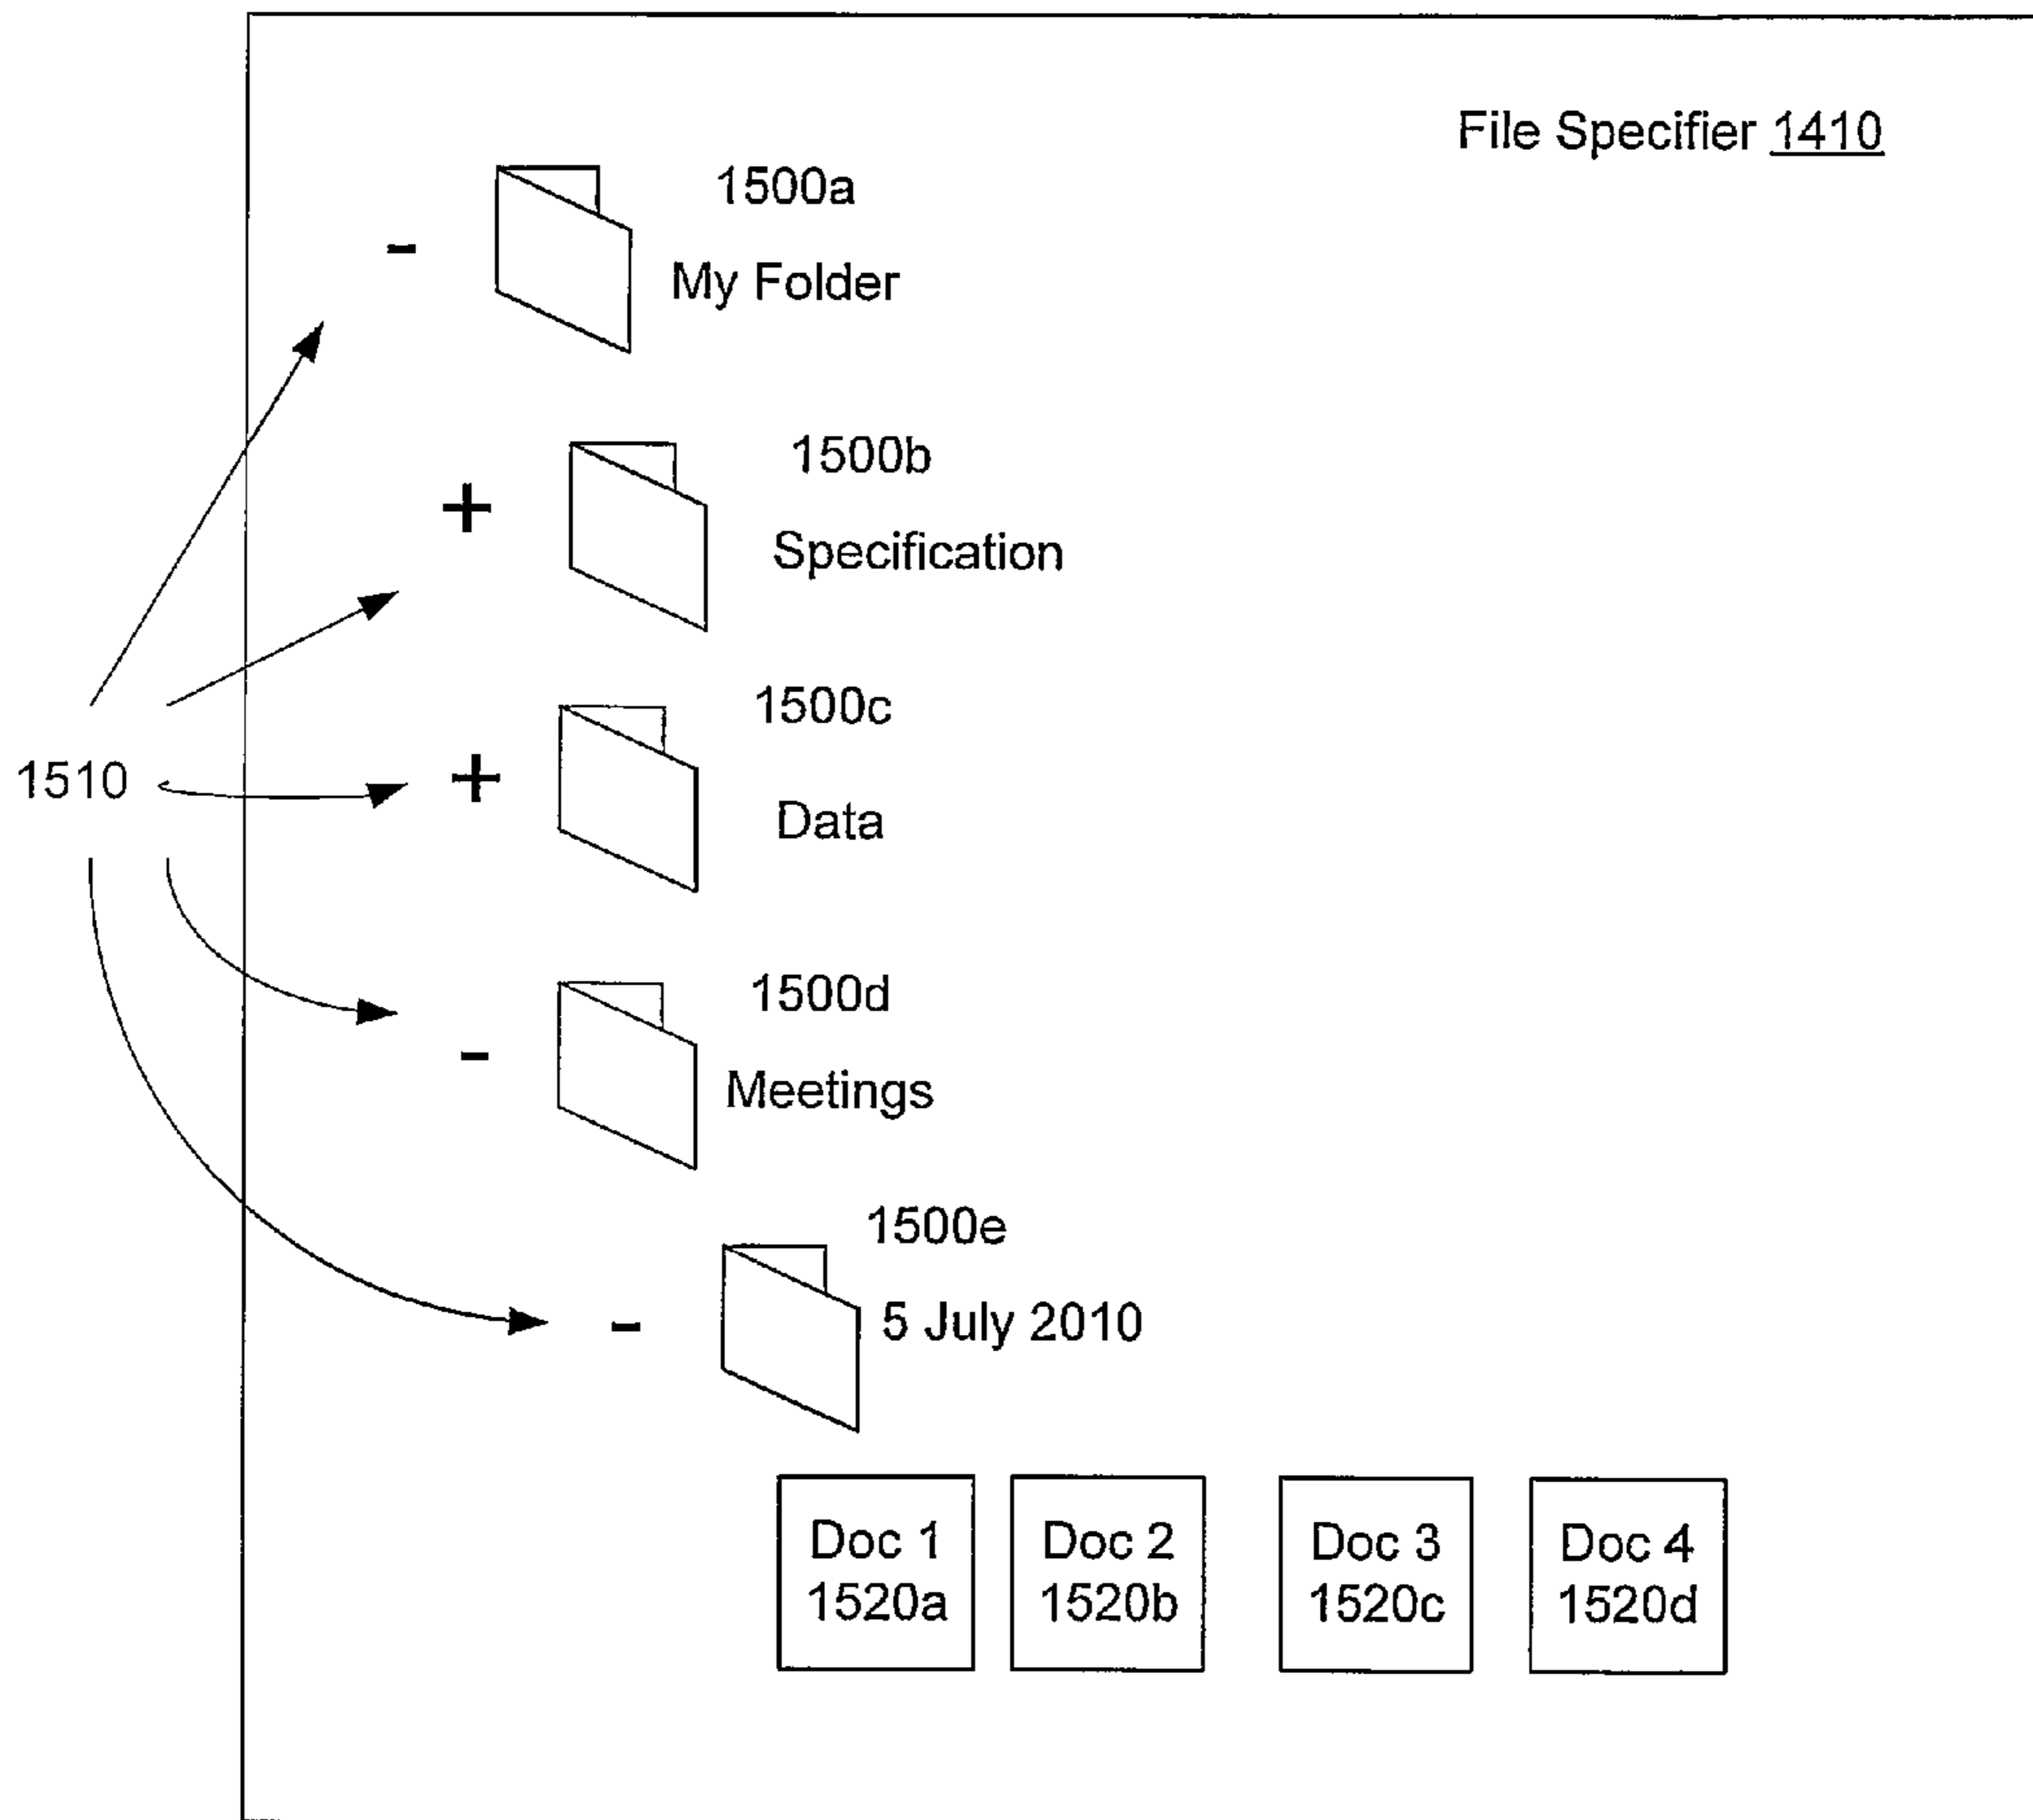 File Specifier 1410
1500a
- My Folder
1500b
+
Specification
1500c
1510
+
Data
1500d
-
Meetings
1500e
- 5 July 2010
Doc 1
1520a
Doc 2
1520b
Doc 3
1520c
Doc 4
1520d